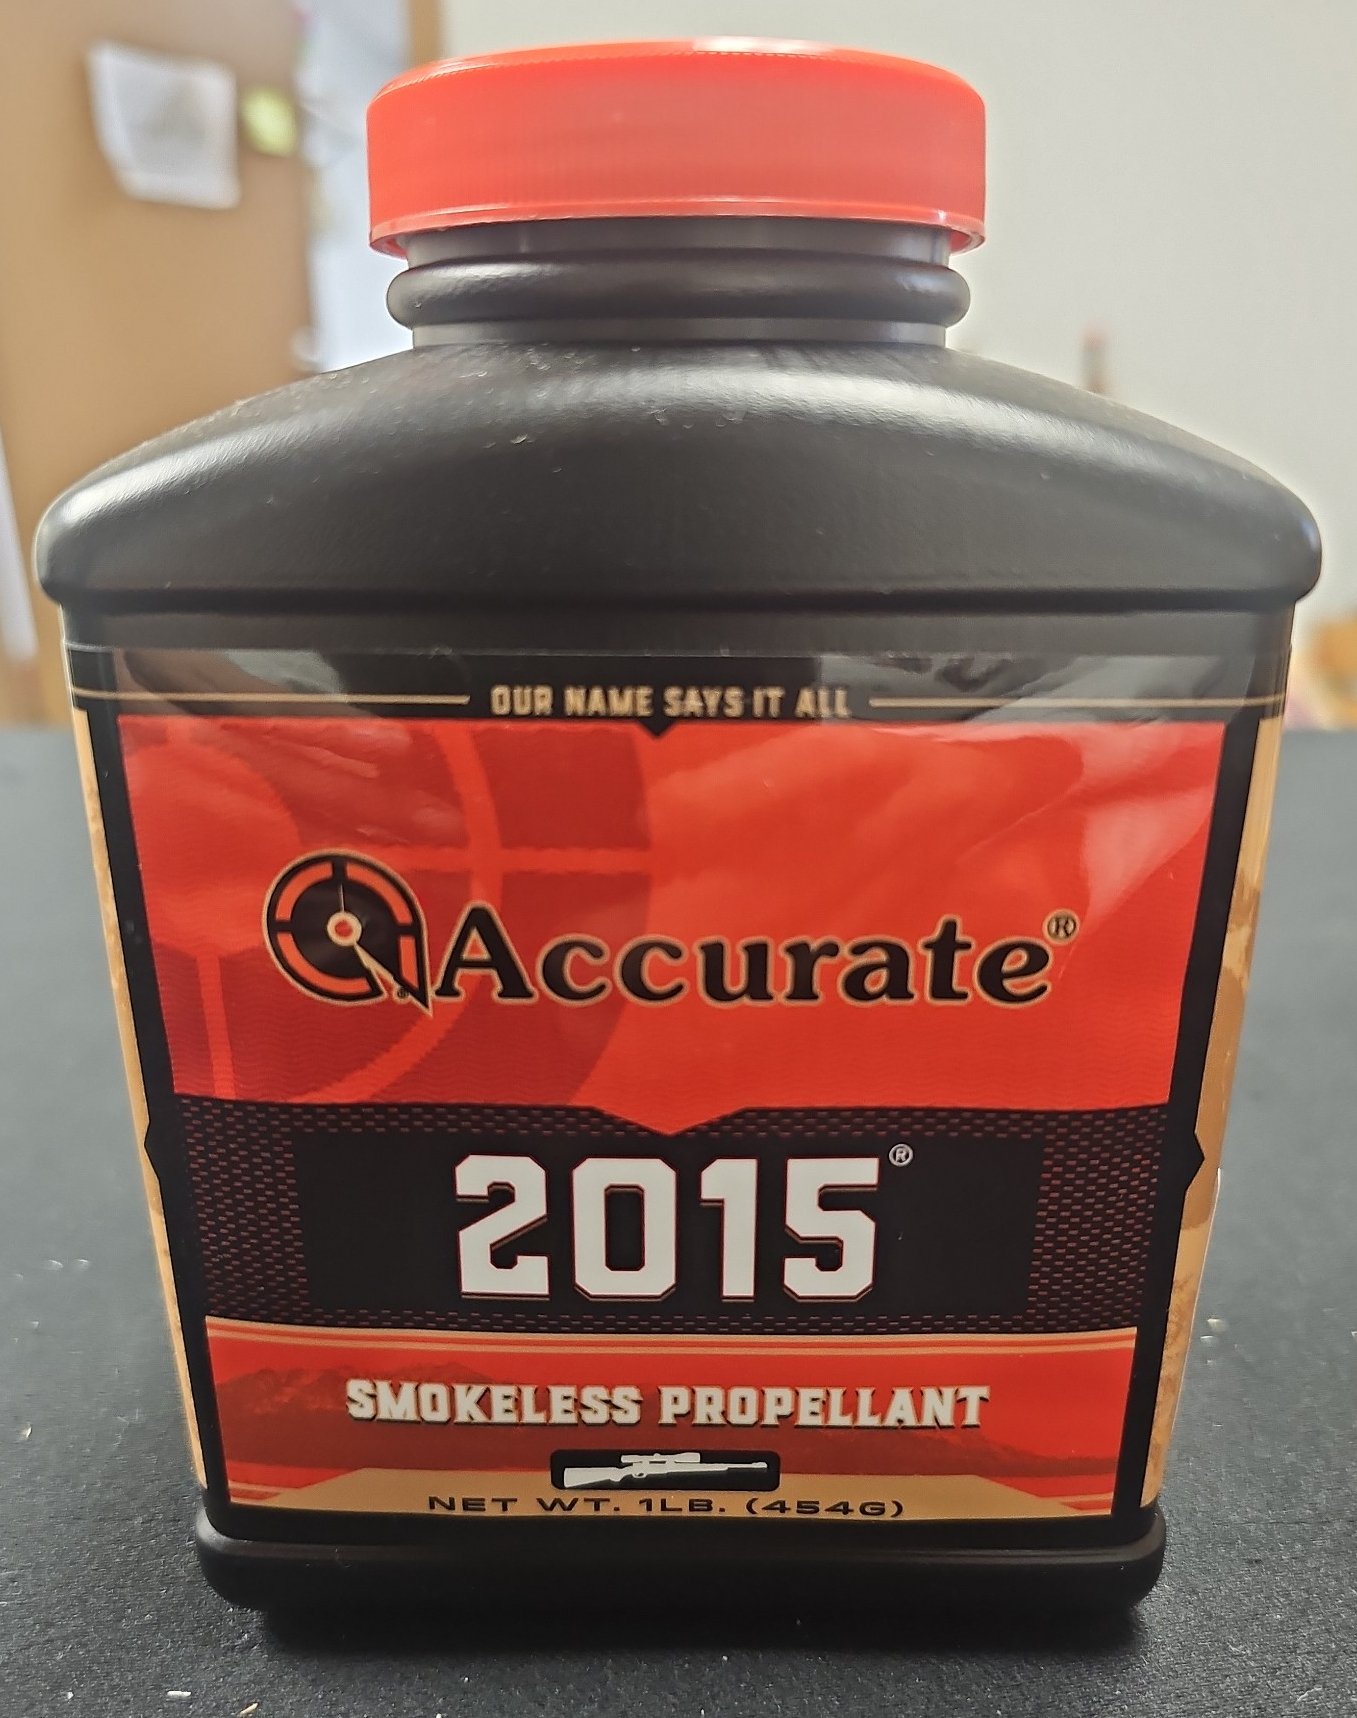 OUR NAME SAYS IT ALL
Accurate®
2015®
SMOKELESS PROPELLANT
NET WT. 1LB. (454G)